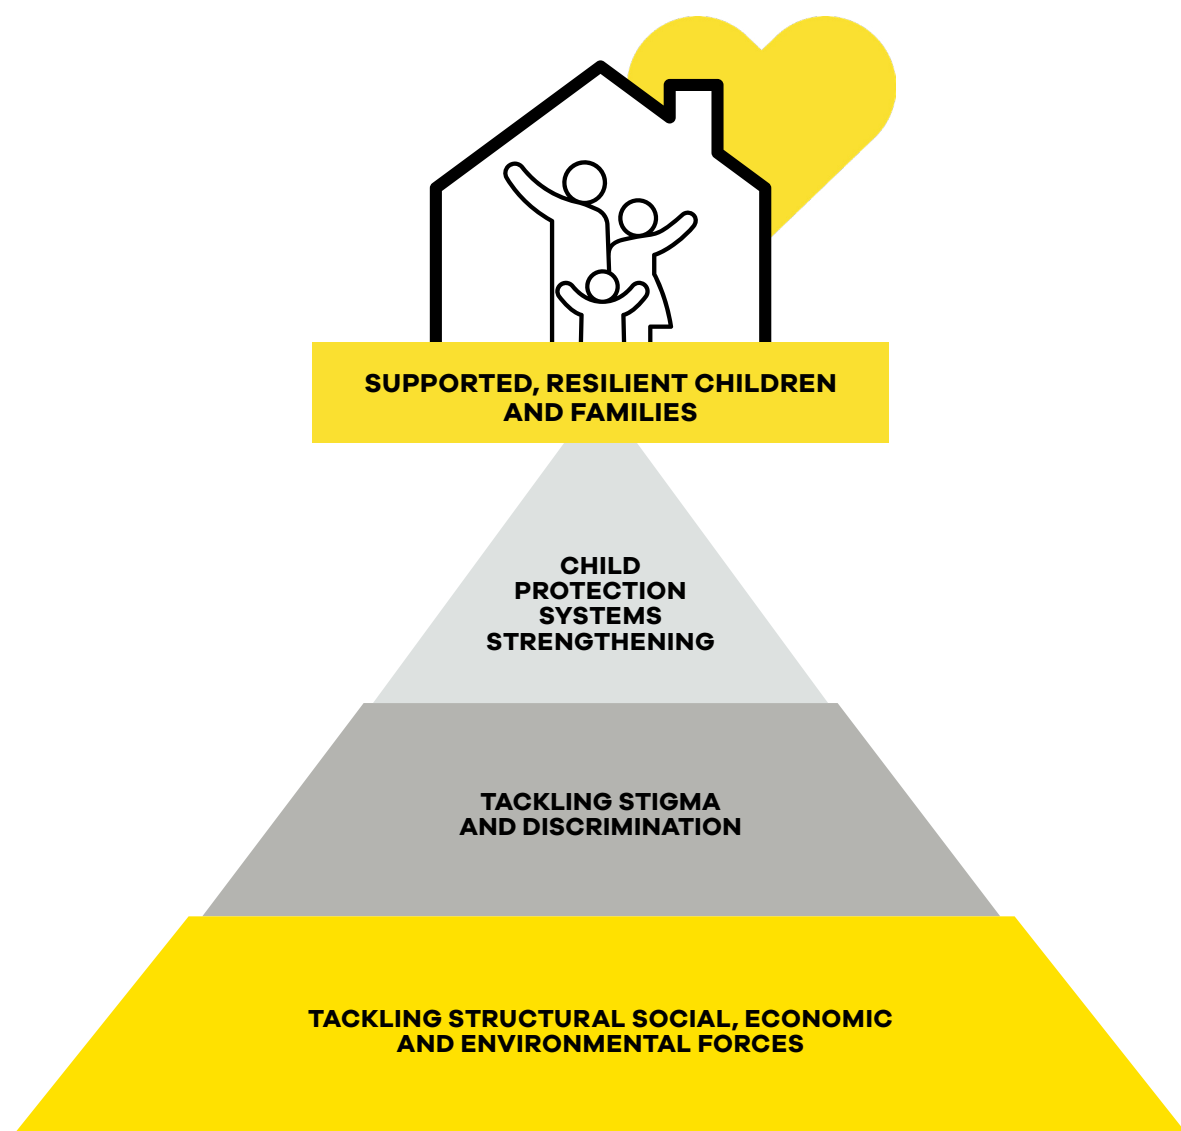 SUPPORTED, RESILIENT CHILDREN
AND FAMILIES
CHILD
PROTECTION
SYSTEMS
STRENGTHENING
TACKLING STIGMA
AND DISCRIMINATION
TACKLING STRUCTURAL SOCIAL, ECONOMIC
AND ENVIRONMENTAL FORCES